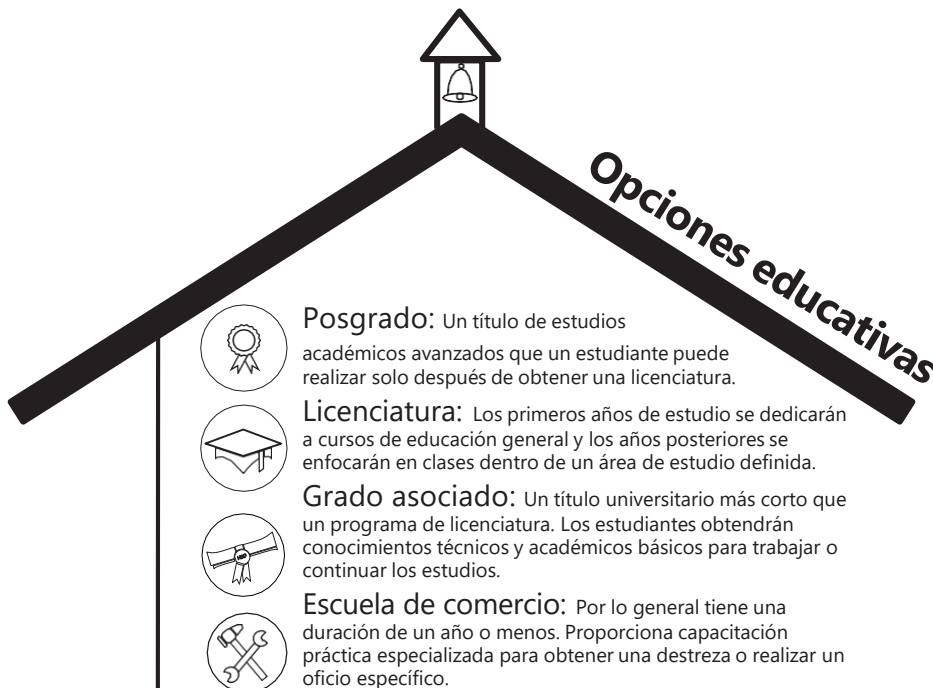 Opciones educativas
Posgrado: Un título de estudios
académicos avanzados que un estudiante puede
realizar solo después de obtener una licenciatura.
Licenciatura: Los primeros años de estudio se dedicarán
a cursos de educación general y los años posteriores se
enfocarán en clases dentro de un área de estudio definida.
Grado asociado: Un título universitario más corto que
un programa de licenciatura. Los estudiantes obtendrán
conocimientos técnicos y académicos básicos para trabajar o
continuar los estudios.
Escuela de comercio: Por lo general tiene una
duración de un año o menos. Proporciona capacitación
práctica especializada para obtener una destreza o realizar un
oficio específico.